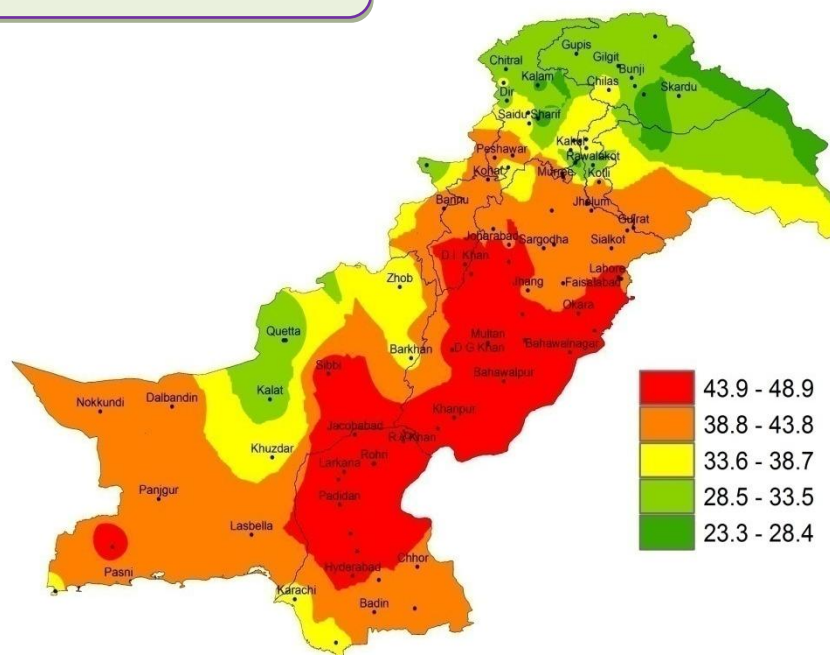 Gupis
Gilgit
Chitral
Bunji
Kalam
Chilas
Skardu
Dir
Saidu Sharif
Kakul
Peshawar
Rawalakot
Kohat
Murree
Kotli
Bannu
Jhelum
Gujrat
Joharabad
Sargodha
Sialkot
D.I. Khan
Lahore
Zhob
Jhang
Faisalabad
Okara
Quetta
Multan
Barkhan
D.G.Khan
Bahawalnagar
Sibbi
Bahawalpur
Kalat
Dalbandin
Nokkundi
Khanpur
Jacobabad
R.Y.Khan
Khuzdar
Rohri
Larkana
Panjgur
Padidan
Lasbella
Chhor
Pasni
Hyderabad
Karachi
Badin
43.9 - 48.9
38.8 - 43.8
33.6 - 38.7
28.5 - 33.5
23.3 - 28.4